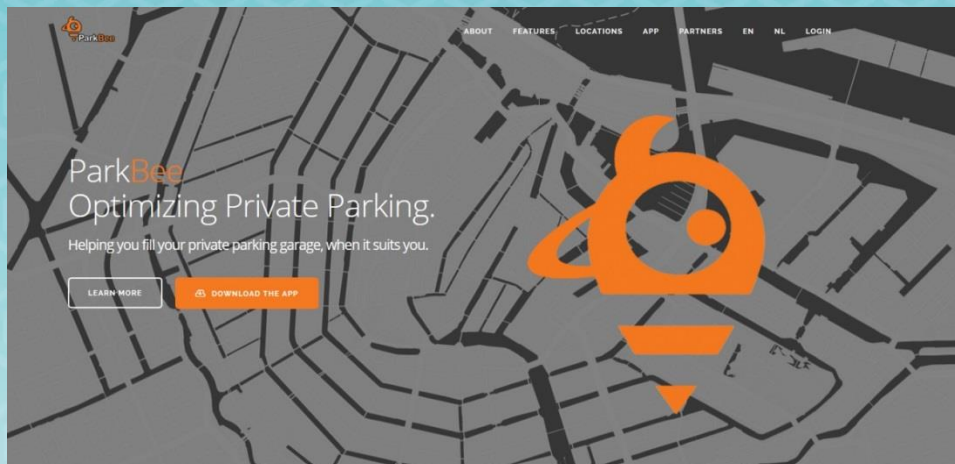 ParkBee
ABOUT FEATURES LOCATIONS APP PARTNERS EN NL LOGIN
ParkBee
Optimizing Private Parking.
Helping you fill your private parking garage, when it suits you.
LEARN MORE
DOWNLOAD THE APP